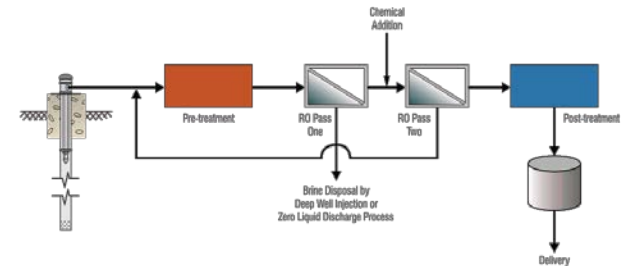 Chemical
Addition
Pre-treatment
RO Pass
One
RO Pass
Two
Post-treatment
Brine Disposal by
Deep Well Injection or
Zero Liquid Discharge Process
Delivery